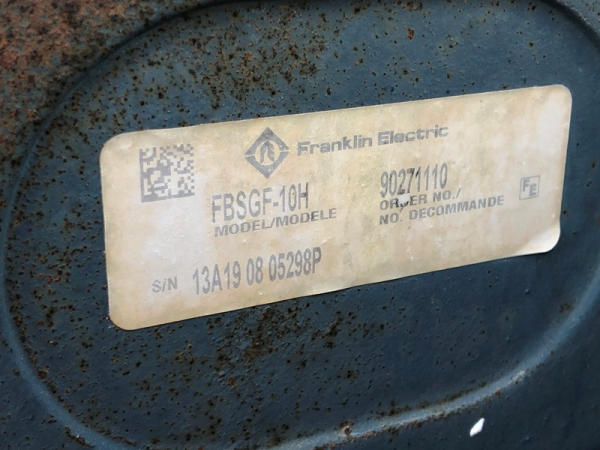 Franklin Electric
FBSGF-10H
MODEL/MODELE
90271110
ORDER NO./
NO. DECOMMANDE
FE
S/N 13A19 08 05298P